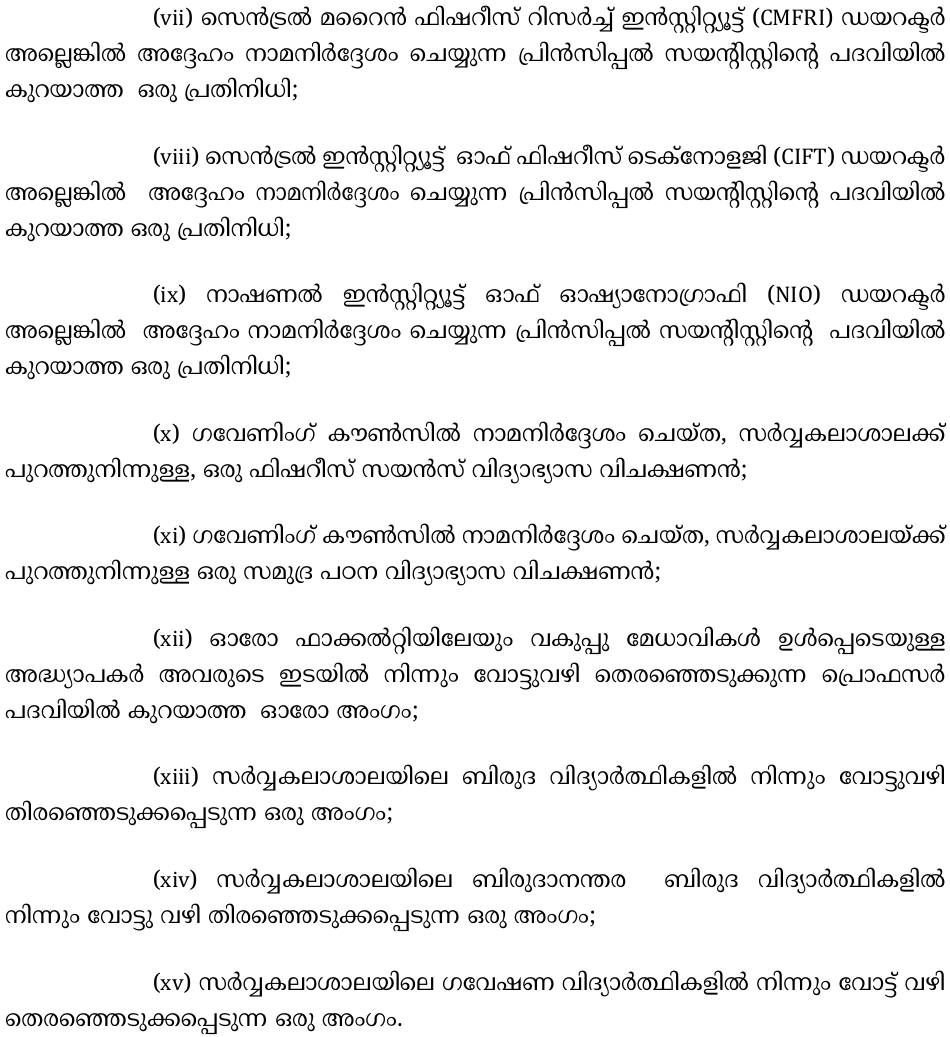 (vii) സെൻട്രൽ മറൈൻ ഫിഷറീസ് റിസർച്ച് ഇൻസ്റ്റിറ്റ്യൂട്ട് (CMFRI) ഡയറക്ടർ
അല്ലെങ്കിൽ അദ്ദേഹം നാമനിർദ്ദേശം ചെയ്യുന്ന പ്രിൻസിപ്പൽ സയന്റിസ്റ്റിന്റെ പദവിയിൽ
കുറയാത്ത ഒരു പ്രതിനിധി;
(viii) സെൻട്രൽ ഇൻസ്റ്റിറ്റ്യൂട്ട് ഓഫ് ഫിഷറീസ് ടെക്നോളജി (CIFT) ഡയറക്ടർ
അല്ലെങ്കിൽ അദ്ദേഹം നാമനിർദ്ദേശം ചെയ്യുന്ന പ്രിൻസിപ്പൽ സയന്റിസ്റ്റിന്റെ പദവിയിൽ
കുറയാത്ത ഒരു പ്രതിനിധി;
(ix) നാഷണൽ ഇൻസ്റ്റിറ്റ്യൂട്ട് ഓഫ് ഓഷ്യാനോഗ്രാഫി (NIO) ഡയറക്ടർ
അല്ലെങ്കിൽ അദ്ദേഹം നാമനിർദ്ദേശം ചെയ്യുന്ന പ്രിൻസിപ്പൽ സയന്റിസ്റ്റിന്റെ പദവിയിൽ
കുറയാത്ത ഒരു പ്രതിനിധി;
(x) ഗവേണിംഗ് കൗൺസിൽ നാമനിർദ്ദേശം ചെയ്ത, സർവ്വകലാശാലക്ക്
പുറത്തുനിന്നുള്ള, ഒരു ഫിഷറീസ് സയൻസ് വിദ്യാഭ്യാസ വിചക്ഷണൻ;
(xi) ഗവേണിംഗ് കൗൺസിൽ നാമനിർദ്ദേശം ചെയ്ത, സർവ്വകലാശാലയ്ക്ക്
പുറത്തുനിന്നുള്ള ഒരു സമുദ്ര പഠന വിദ്യാഭ്യാസ വിചക്ഷണൻ;
(xii) ഓരോ ഫാക്കൽറ്റിയിലേയും വകുപ്പു മേധാവികൾ ഉൾപ്പെടെയുള്ള
അദ്ധ്യാപകർ അവരുടെ ഇടയിൽ നിന്നും വോട്ടുവഴി തെരഞ്ഞെടുക്കുന്ന പ്രൊഫസർ
പദവിയിൽ കുറയാത്ത ഓരോ അംഗം;
(xiii) സർവ്വകലാശാലയിലെ ബിരുദ വിദ്യാർത്ഥികളിൽ നിന്നും വോട്ടുവഴി
തിരഞ്ഞെടുക്കപ്പെടുന്ന ഒരു അംഗം;
(xiv) സർവ്വകലാശാലയിലെ ബിരുദാനന്തര ബിരുദ വിദ്യാർത്ഥികളിൽ
നിന്നും വോട്ടു വഴി തിരഞ്ഞെടുക്കപ്പെടുന്ന ഒരു അംഗം;
(xv) സർവ്വകലാശാലയിലെ ഗവേഷണ വിദ്യാർത്ഥികളിൽ നിന്നും വോട്ട് വഴി
തെരഞ്ഞെടുക്കപ്പെടുന്ന ഒരു അംഗം.